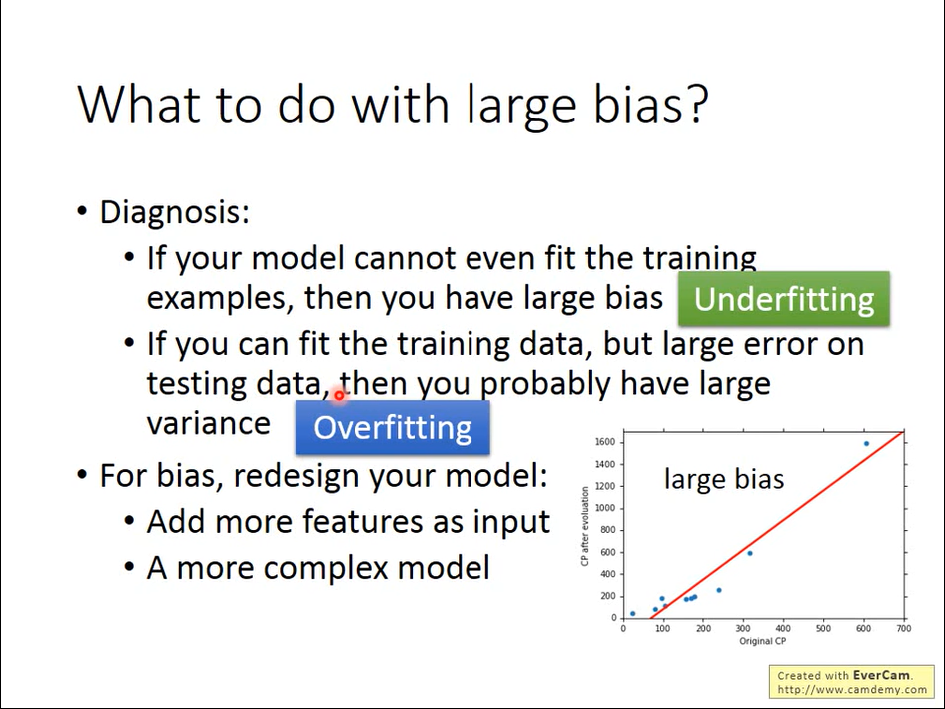 What to do with large bias?
• Diagnosis:
• If your model cannot even fit the training
examples, then you have large bias
Underfitting
• If you can fit the training data, but large error on
testing data, then you probably have large
variance
Overfitting
• For bias, redesign your model:
• Add more features as input
• A more complex model
large bias
CP after evoluation
1600
1400
1200
1000
800
600
400
200
0
0 100 200 300 400 500 600 700
Original CP
Created with EverCam.
http://www.camdemy.com